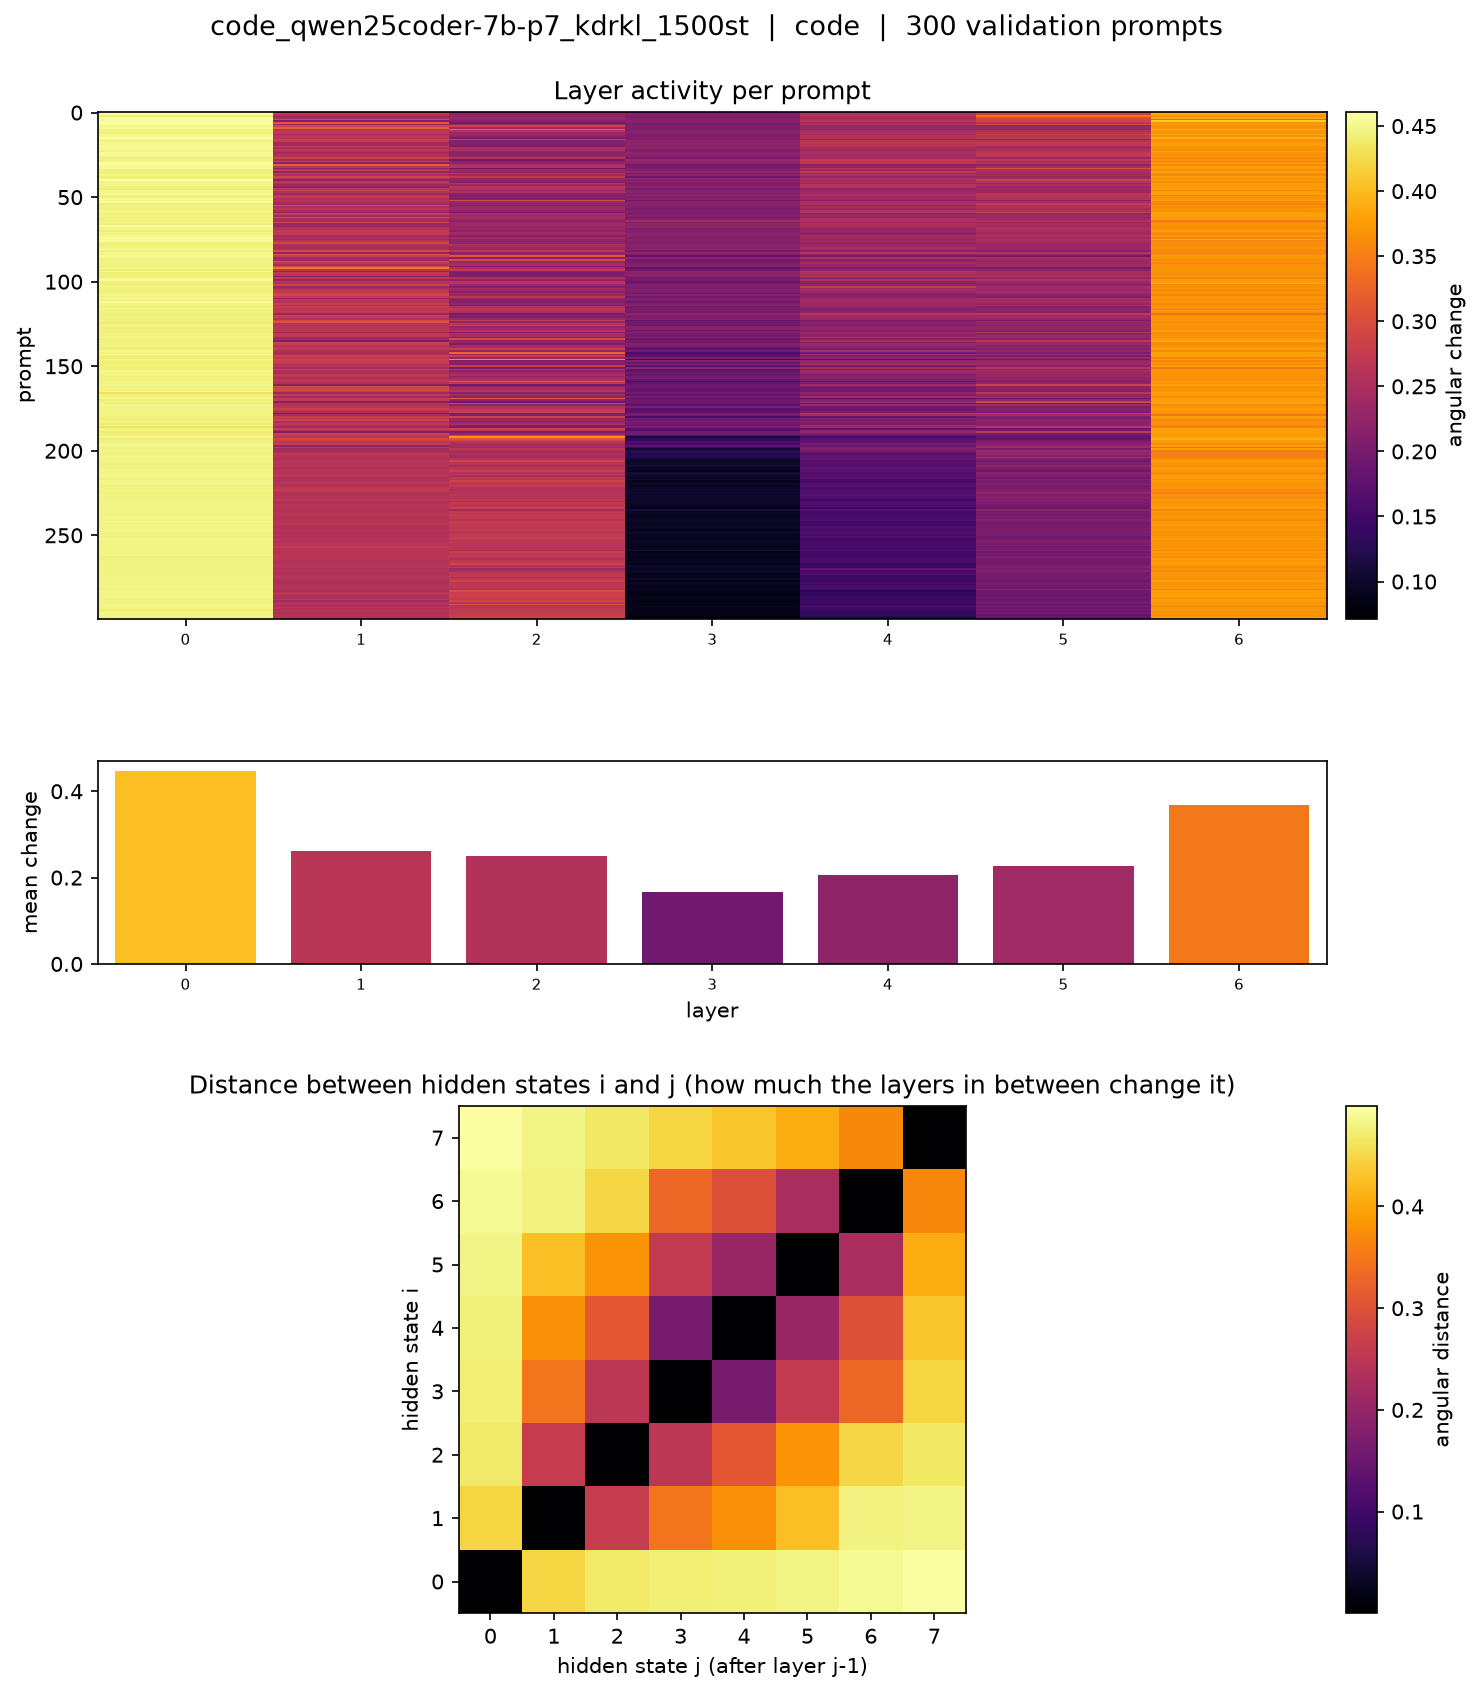 code_qwen25coder-7b-p7_kdrkl_1500st | code | 300 validation prompts
Layer activity per prompt
0
50
100
150
200
250
prompt
0 1 2 3 4 5 6
0.45
0.40
0.35
0.30
0.25
0.20
0.15
0.10
angular change
0.4
0.2
0.0
mean change
0 1 2 3 4 5 6
layer
Distance between hidden states i and j (how much the layers in between change it)
7
6
5
4
3
2
1
0
hidden state i
0 1 2 3 4 5 6 7
hidden state j (after layer j-1)
0.4
0.3
0.2
0.1
angular distance